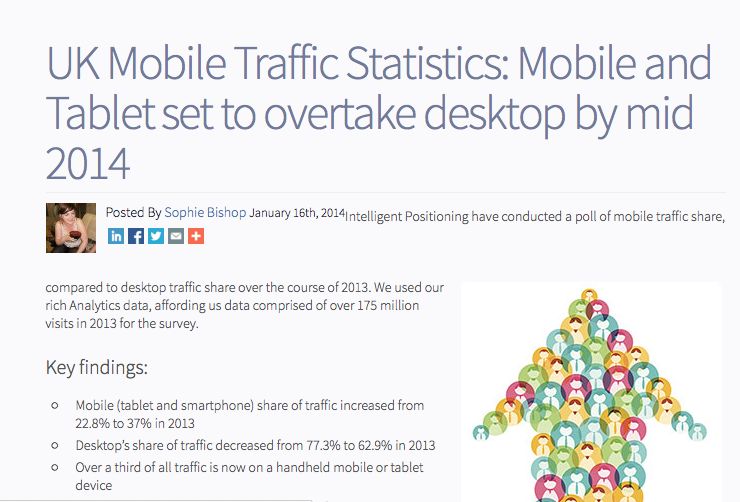 UK Mobile Traffic Statistics: Mobile and
Tablet set to overtake desktop by mid
2014
Posted By Sophie Bishop January 16th, 2014Intelligent Positioning have conducted a poll of mobile traffic share,
in f
compared to desktop traffic share over the course of 2013. We used our
rich Analytics data, affording us data comprised of over 175 million
visits in 2013 for the survey.
Key findings:
Mobile (tablet and smartphone) share of traffic increased from
22.8% to 37% in 2013
Desktop's share of traffic decreased from 77.3% to 62.9% in 2013
Over a third of all traffic is now on a handheld mobile or tablet
device